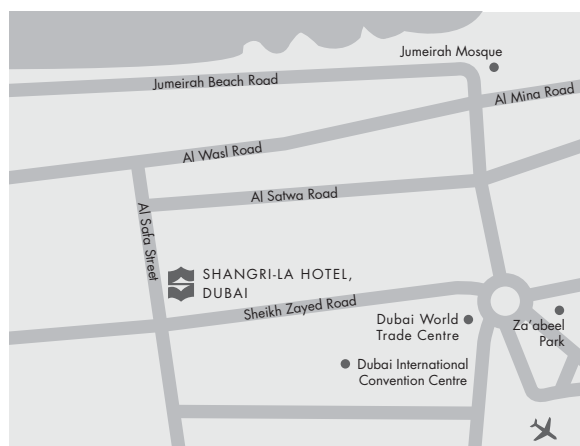 Jumeirah Mosque
Jumeirah Beach Road
Al Mina Road
Al Wasl Road
Al Satwa Road
Al Safa Street
SHANGRI-LA HOTEL,
DUBAI
Sheikh Zayed Road
Dubai World
Trade Centre
Za’abeel
Park
Dubai International
Convention Centre